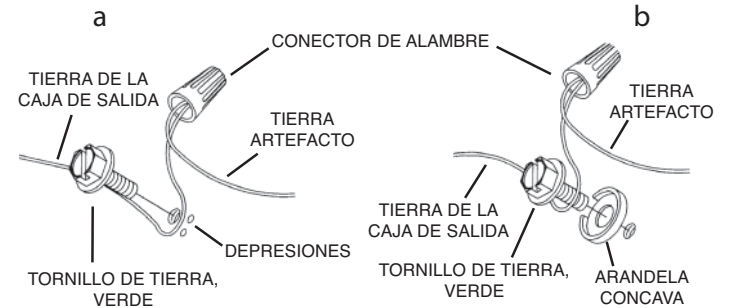 a
b
CONECTOR DE ALAMBRE
TIERRA DE LA
CAJA DE SALIDA
TIERRA
ARTEFACTO
DEPRESIONES
TORNILLO DE TIERRA,
VERDE
TIERRA
ARTEFACTO
TIERRA DE LA
CAJA DE SALIDA
TORNILLO DE TIERRA,
VERDE
ARANDELA
CONCAVA